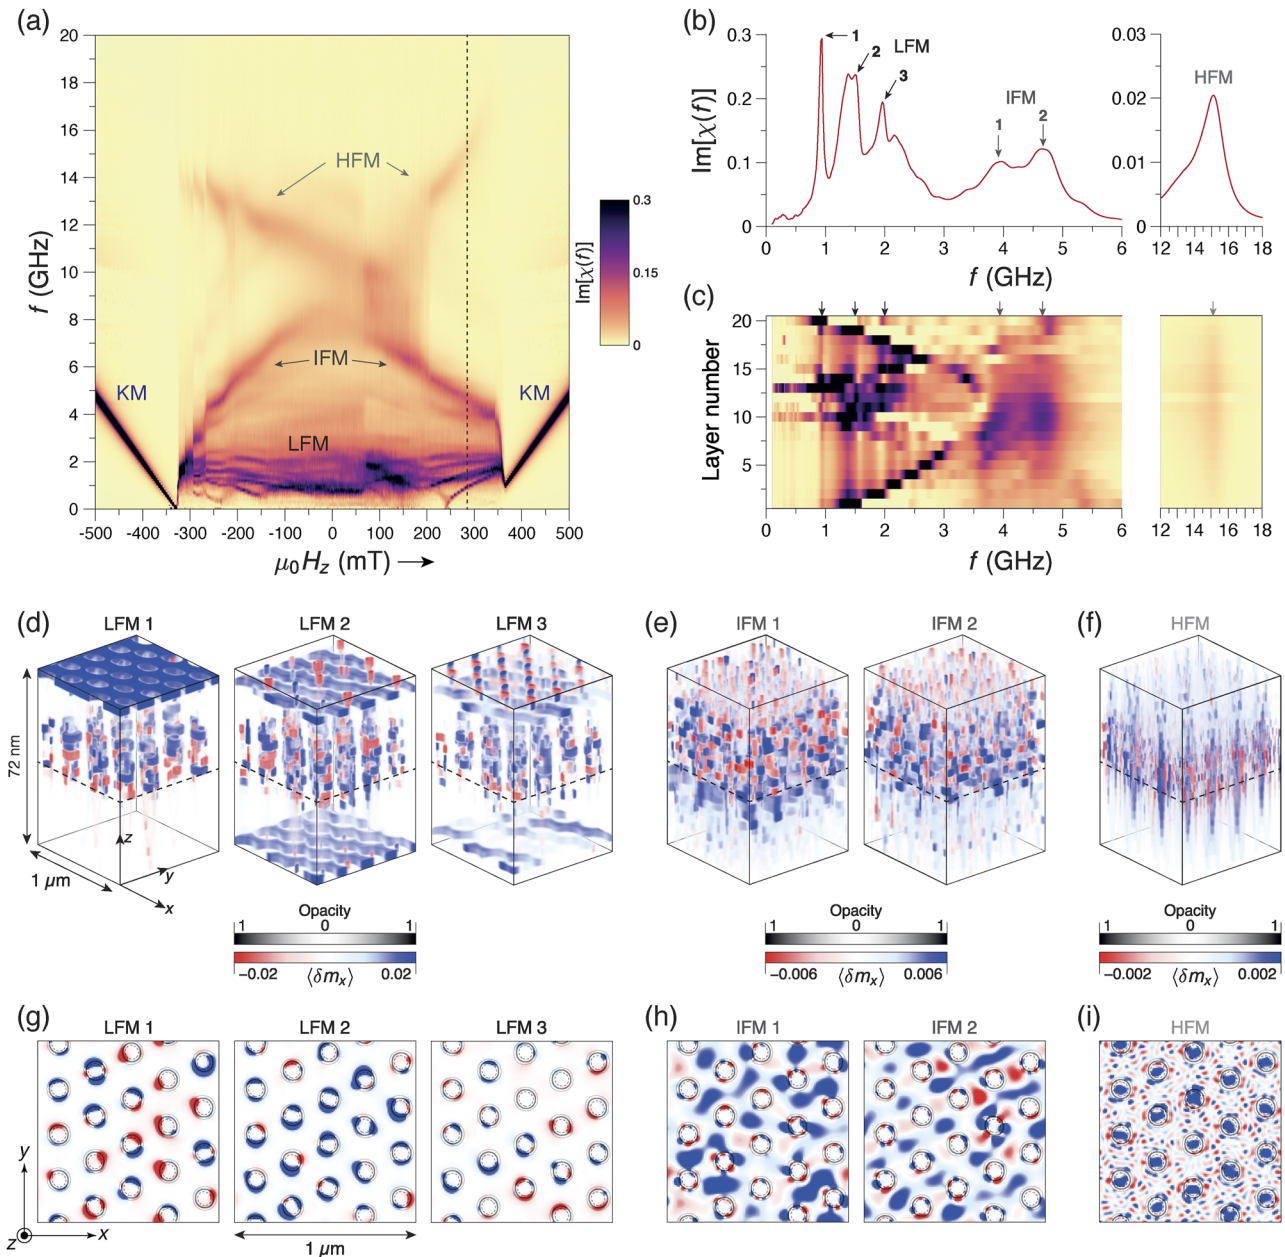 (a)
20
18
16
14
12
10
8
6
4
2
0
f (GHz)
HFM
IFM
LFM
KM
KM
-500 -400 -300 -200 -100 0 100 200 300 400 500
μ₀Hz (mT)
0.3
0.15
0
Im[χ(f)]
(b)
0.3
0.2
0.1
0
Im[χ(f)]
1
2
LFM
3
IFM
1
2
0 1 2 3 4 5 6
f (GHz)
0.03
0.02
0.01
0
HFM
12 14 16 18
(c)
20
15
10
5
Layer number
0 1 2 3 4 5 6
f (GHz)
12 14 16 18
(d)
LFM 1
LFM 2
LFM 3
72 nm
1 μm
z
y
x
Opacity
1 0 1
−0.02 ⟨δmx⟩ 0.02
(e)
IFM 1
IFM 2
Opacity
1 0 1
−0.006 ⟨δmx⟩ 0.006
(f)
HFM
Opacity
1 0 1
−0.002 ⟨δmx⟩ 0.002
(g)
LFM 1
LFM 2
LFM 3
y
z
x
1 μm
(h)
IFM 1
IFM 2
(i)
HFM